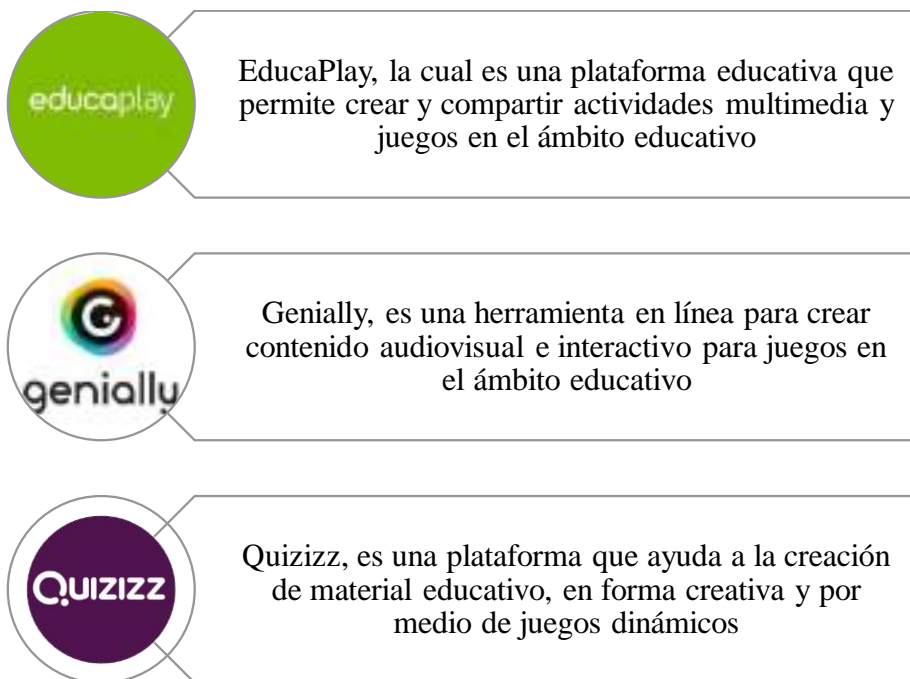 educaplay
EducaPlay, la cual es una plataforma educativa que
permite crear y compartir actividades multimedia y
juegos en el ámbito educativo
genially
Genially, es una herramienta en línea para crear
contenido audiovisual e interactivo para juegos en
el ámbito educativo
QUIZIZZ
Quizizz, es una plataforma que ayuda a la creación
de material educativo, en forma creativa y por
medio de juegos dinámicos